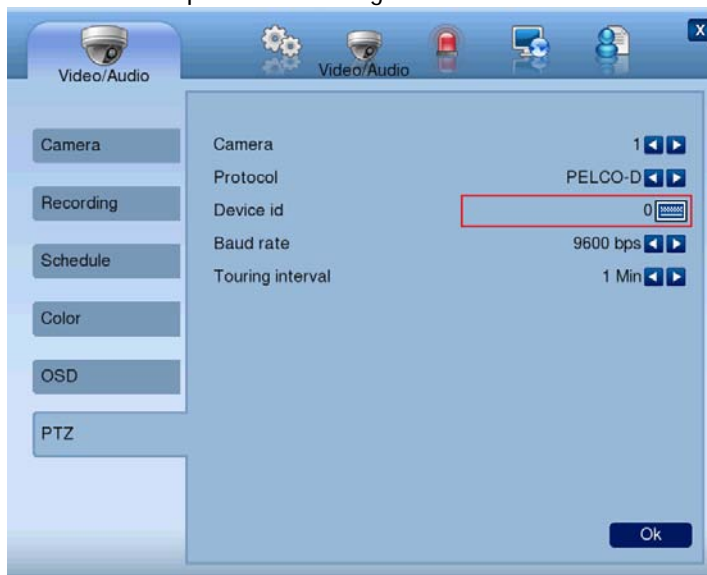 Video/Audio
Video/Audio
X
Camera
Recording
Schedule
Color
OSD
PTZ
Camera 1
Protocol PELCO-D
Device id 0
Baud rate 9600 bps
Touring interval 1 Min
Ok